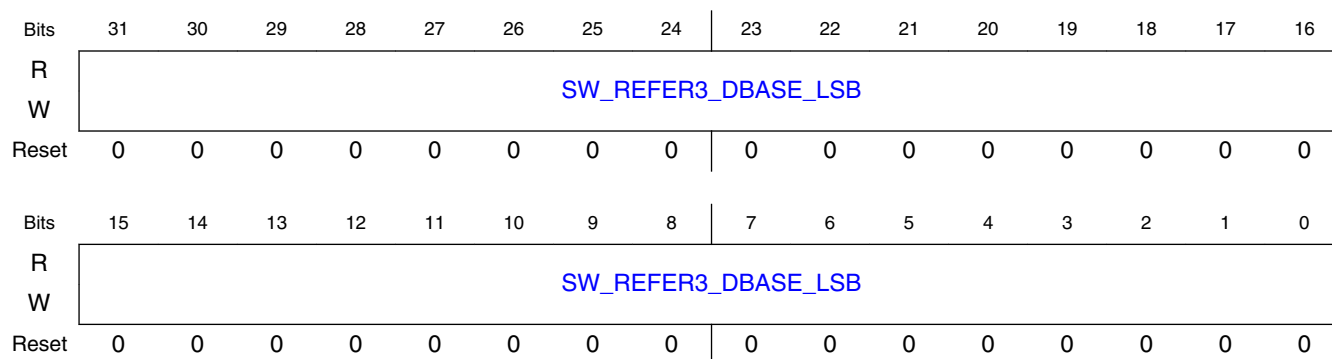 Bits 31 30 29 28 27 26 25 24 23 22 21 20 19 18 17 16
R
SW_REFER3_DBASE_LSB
W
Reset 0 0 0 0 0 0 0 0 0 0 0 0 0 0 0 0
Bits 15 14 13 12 11 10 9 8 7 6 5 4 3 2 1 0
R
SW_REFER3_DBASE_LSB
W
Reset 0 0 0 0 0 0 0 0 0 0 0 0 0 0 0 0